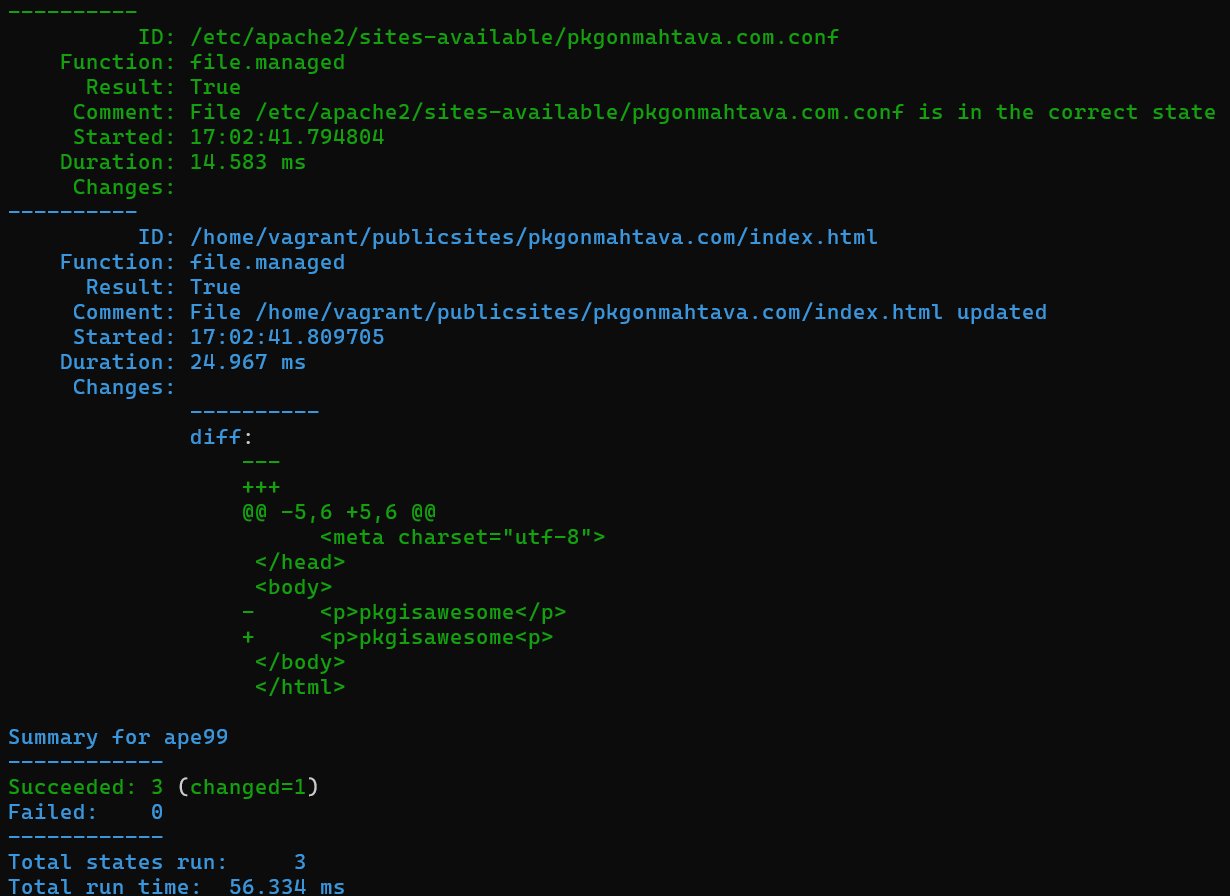 ----------
          ID: /etc/apache2/sites-available/pkgonmahtava.com.conf
    Function: file.managed
      Result: True
     Comment: File /etc/apache2/sites-available/pkgonmahtava.com.conf is in the correct state
     Started: 17:02:41.794804
    Duration: 14.583 ms
     Changes:
----------
          ID: /home/vagrant/publicsites/pkgonmahtava.com/index.html
    Function: file.managed
      Result: True
     Comment: File /home/vagrant/publicsites/pkgonmahtava.com/index.html updated
     Started: 17:02:41.809705
    Duration: 24.967 ms
     Changes:
              ----------
              diff:
                  ---
                  +++
                  @@ -5,6 +5,6 @@
                        <meta charset="utf-8">
                   </head>
                   <body>
                  -     <p>pkgisawesome</p>
                  +     <p>pkgisawesome<p>
                   </body>
                   </html>

Summary for ape99
------------
Succeeded: 3 (changed=1)
Failed:    0
------------
Total states run:     3
Total run time:  56.334 ms